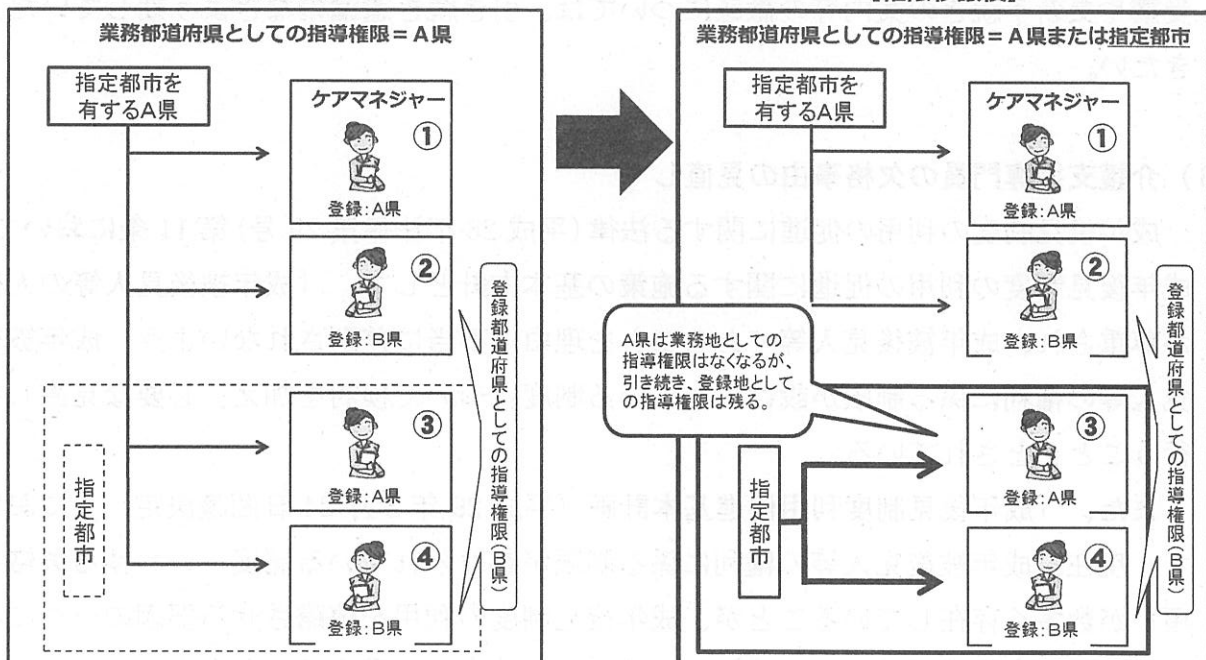 業務都道府県としての指導権限＝A県
指定都市を
有するA県
ケアマネジャー
①
登録：A県
②
登録：B県
③
登録：A県
④
登録：B県
指定都市
登録都道府県としての指導権限（B県）
業務都道府県としての指導権限＝A県または指定都市
指定都市を
有するA県
ケアマネジャー
①
登録：A県
②
登録：B県
A県は業務地としての
指導権限はなくなるが、
引き続き、登録地として
の指導権限は残る。
③
登録：A県
④
登録：B県
指定都市
登録都道府県としての指導権限（B県）